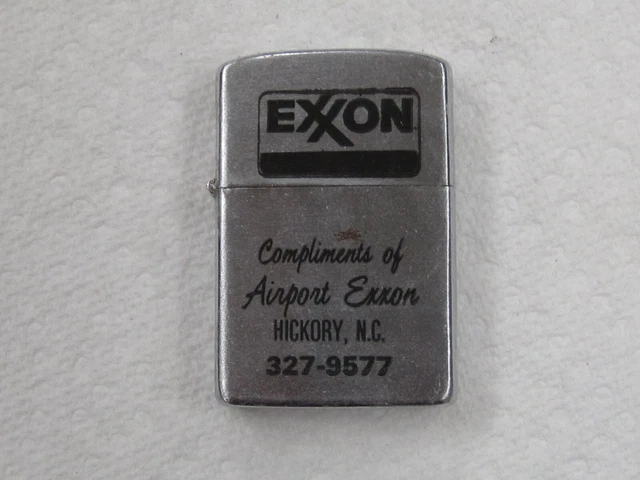 EXXON
Compliments of
Airport Exxon
HICKORY, N.C.
327-9577